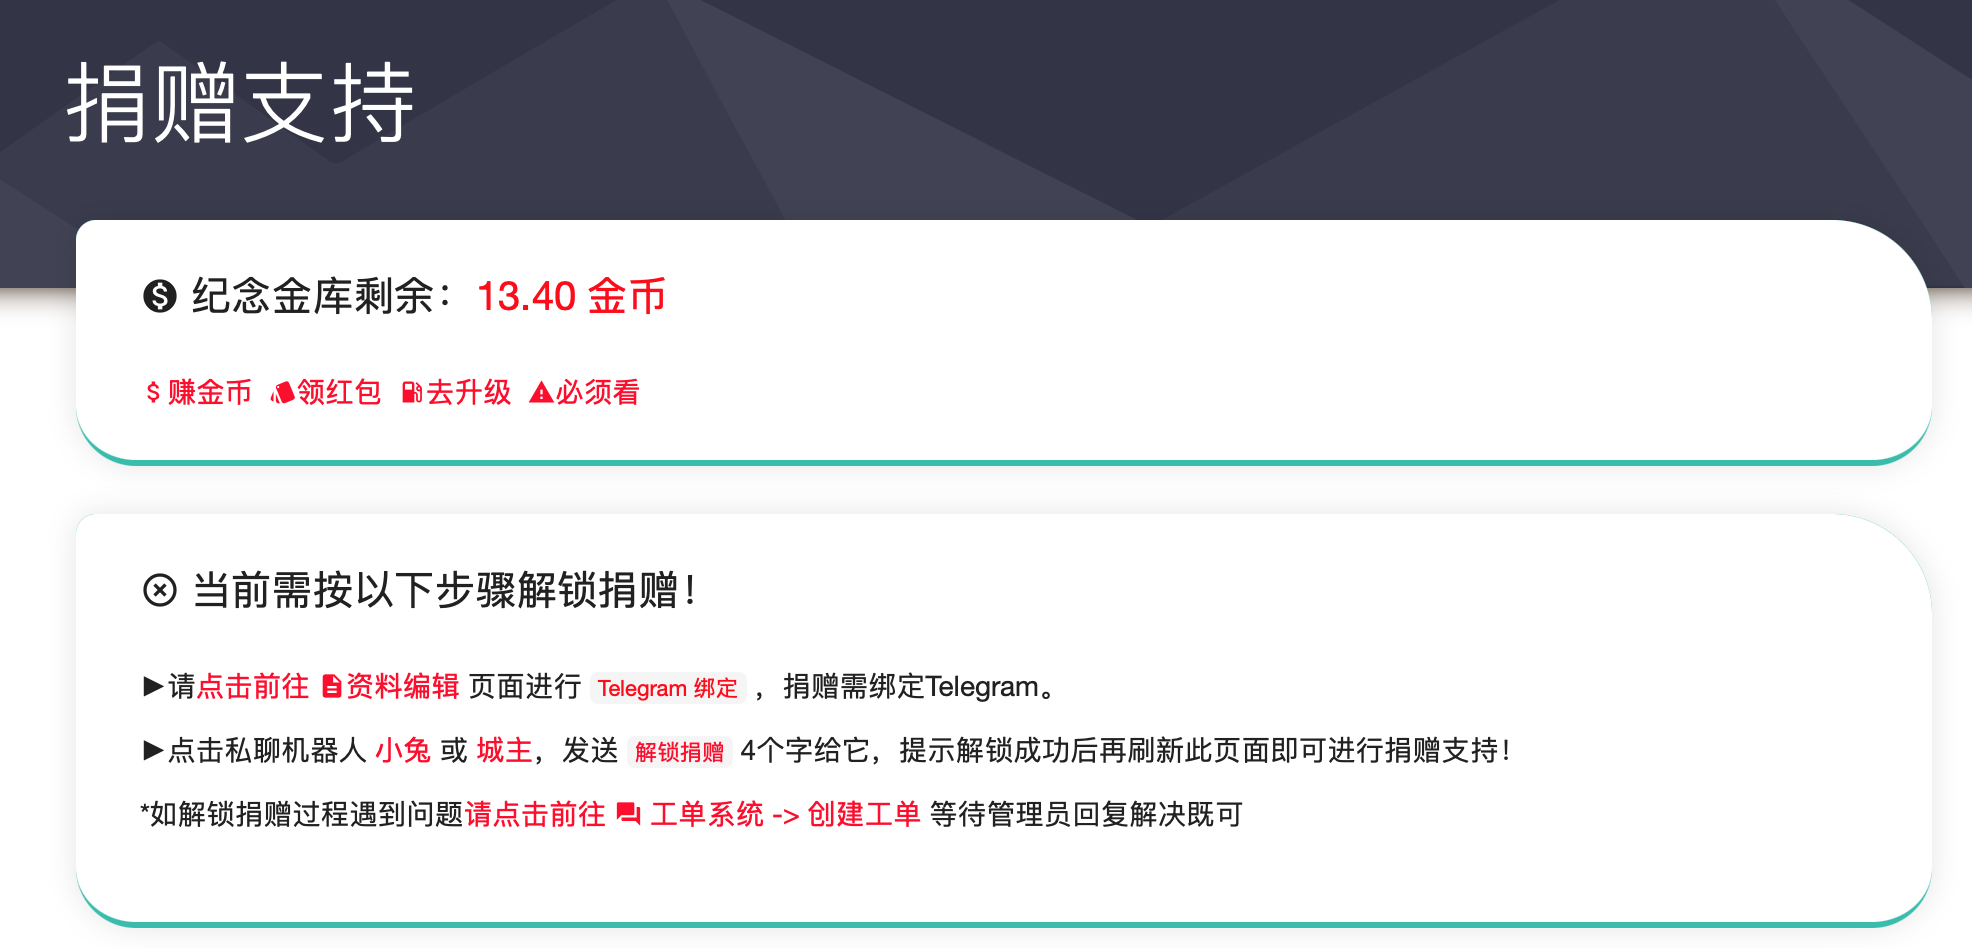 捐赠支持
纪念金库剩余：13.40 金币
赚金币 领红包 去升级 必须看
当前需按以下步骤解锁捐赠！
►请点击前往 资料编辑 页面进行 Telegram 绑定 ，捐赠需绑定Telegram。
►点击私聊机器人 小兔 或 城主，发送 解锁捐赠 4个字给它，提示解锁成功后再刷新此页面即可进行捐赠支持！
*如解锁捐赠过程遇到问题请点击前往 工单系统 -> 创建工单 等待管理员回复解决既可